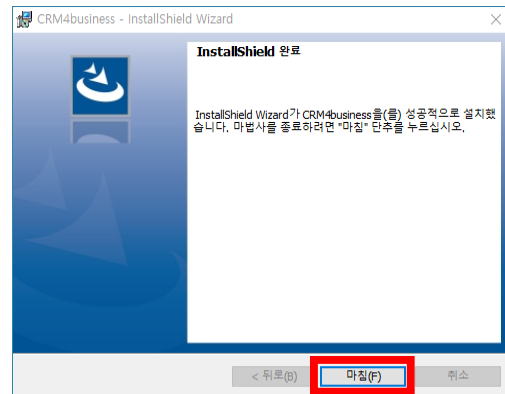 CRM4business - InstallShield Wizard
InstallShield 완료
InstallShield Wizard가 CRM4business을(를) 성공적으로 설치했
습니다. 마법사를 종료하려면 "마침" 단추를 누르십시오.
< 뒤로(B) 마침(F) 취소